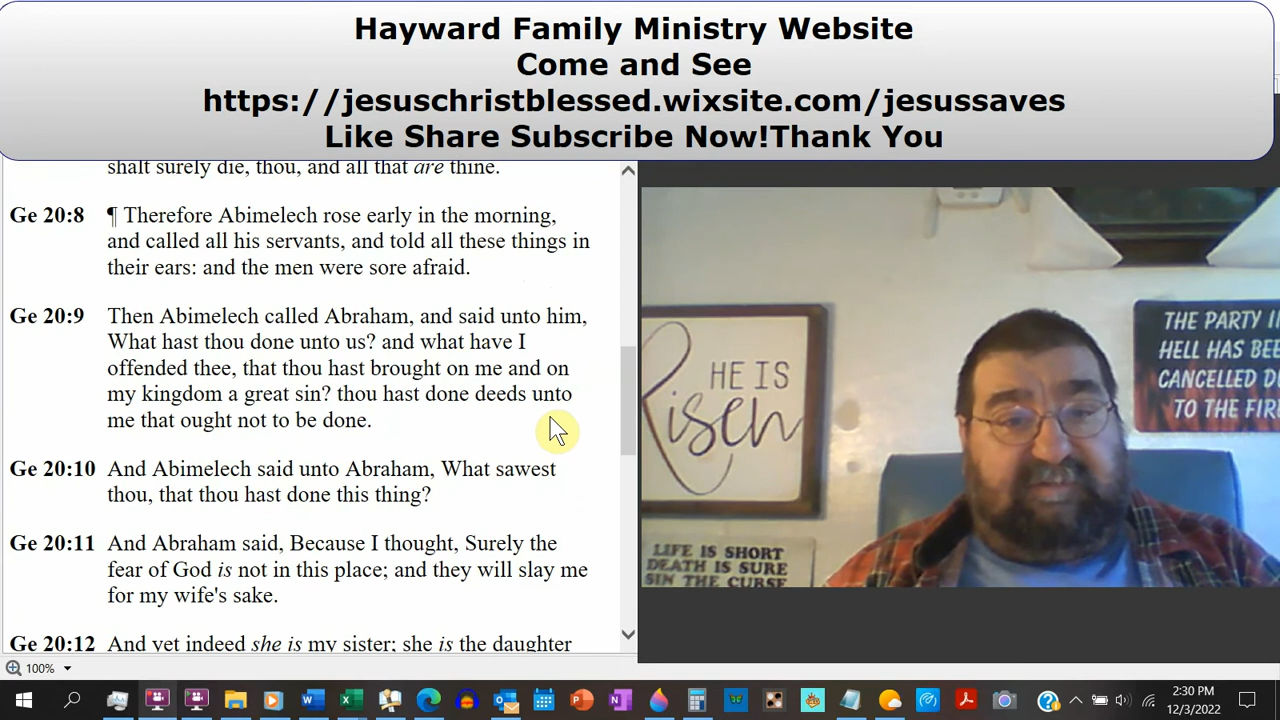 Hayward Family Ministry Website
Come and See
https://jesuschristblessed.wixsite.com/jesussaves
Like Share Subscribe Now!Thank You
shalt surely die, thou, and all that are thine.
Ge 20:8 ¶ Therefore Abimelech rose early in the morning,
and called all his servants, and told all these things in
their ears: and the men were sore afraid.
Ge 20:9 Then Abimelech called Abraham, and said unto him,
What hast thou done unto us? and what have I
offended thee, that thou hast brought on me and on
my kingdom a great sin? thou hast done deeds unto
me that ought not to be done.
Ge 20:10 And Abimelech said unto Abraham, What sawest
thou, that thou hast done this thing?
Ge 20:11 And Abraham said, Because I thought, Surely the
fear of God is not in this place; and they will slay me
for my wife's sake.
Ge 20:12 And yet indeed she is my sister; she is the daughter
HE IS
Risen
THE PARTY I
HELL HAS BEE
CANCELLED D
TO THE FIR
LIFE IS SHORT
DEATH IS SURE
SIN THE CURSE
100%
2:30 PM
12/3/2022